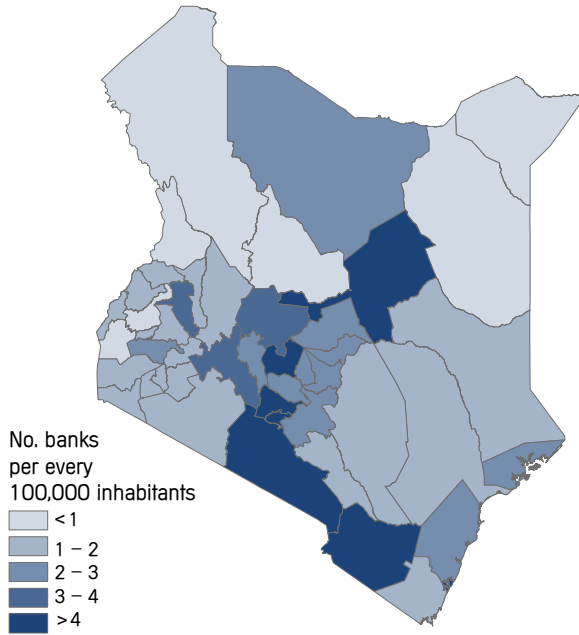 No. banks
per every
100,000 inhabitants
<1
1 – 2
2 – 3
3 – 4
>4